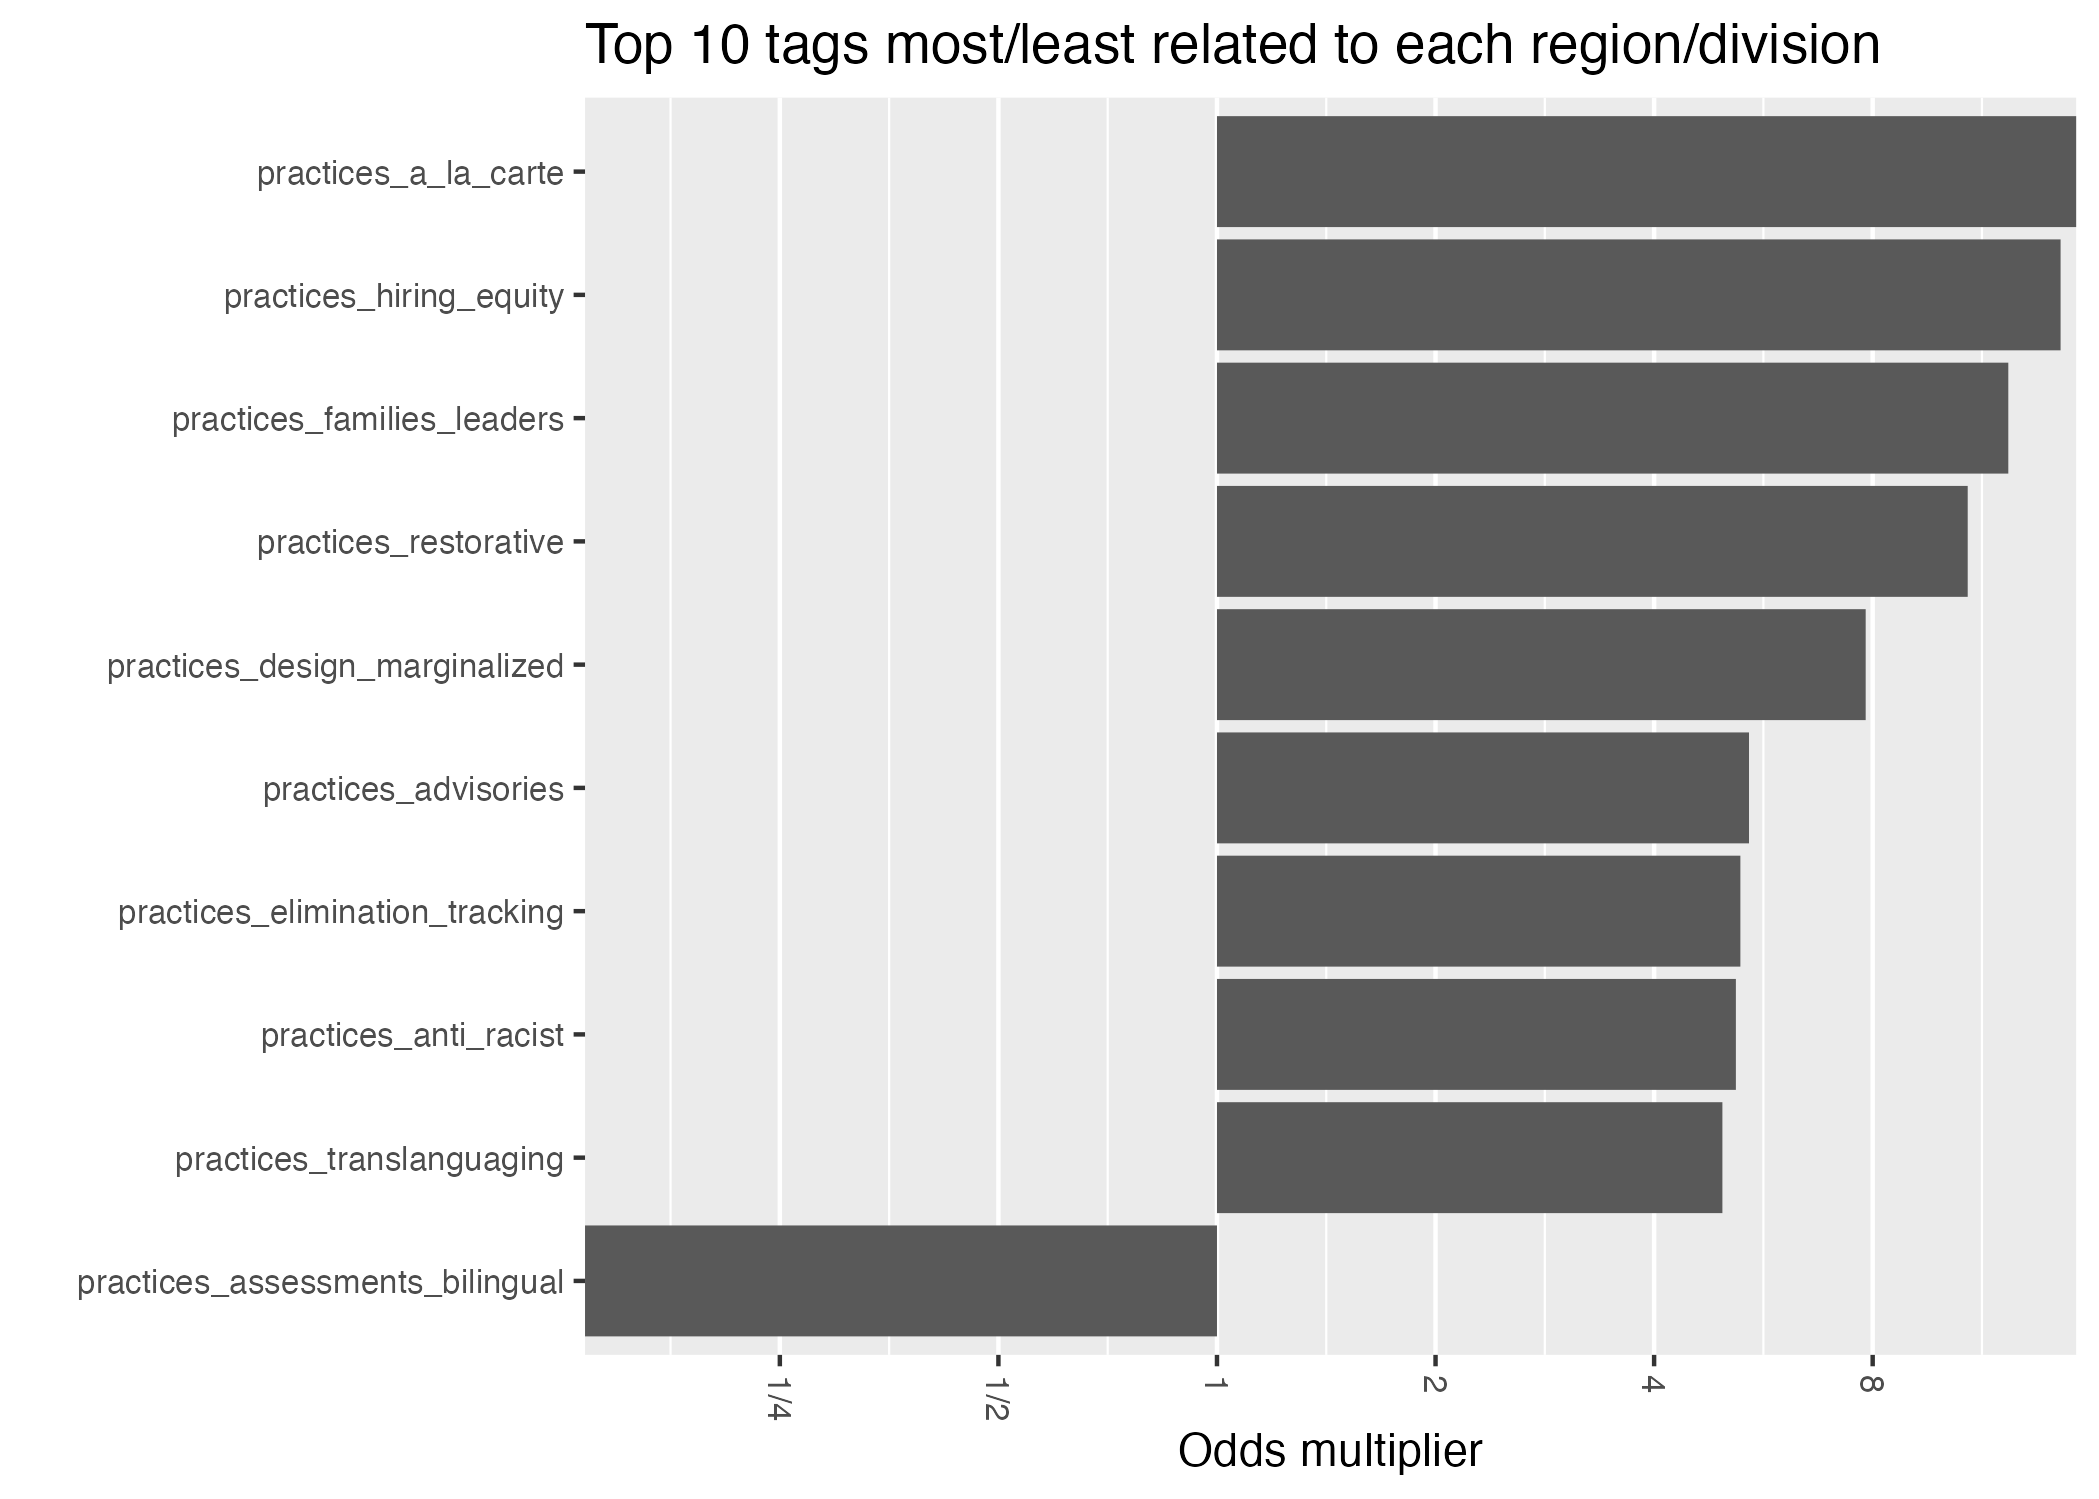 Top 10 tags most/least related to each region/division
practices_a_la_carte
practices_hiring_equity
practices_families_leaders
practices_restorative
practices_design_marginalized
practices_advisories
practices_elimination_tracking
practices_anti_racist
practices_translanguaging
practices_assessments_bilingual
1/4
1/2
1
2
4
8
Odds multiplier